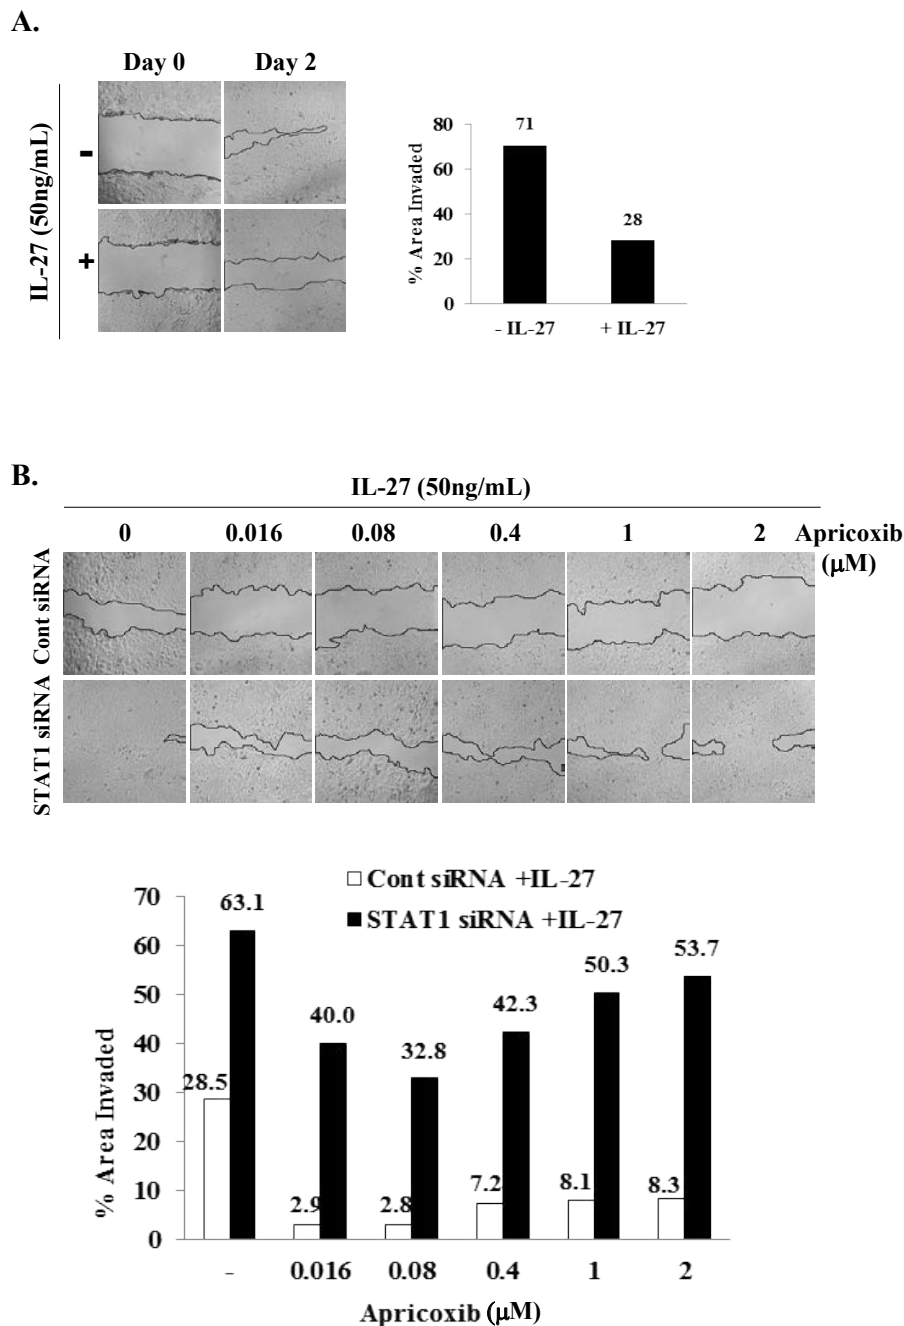 A.
Day 0 Day 2
IL-27 (50ng/mL)
-
+
% Area Invaded
80
60
40
20
0
71
28
- IL-27 + IL-27
B.
IL-27 (50ng/mL)
0 0.016 0.08 0.4 1 2 Apricoxib
(μM)
Cont siRNA
STAT1 siRNA
Cont siRNA +IL-27
STAT1 siRNA +IL-27
% Area Invaded
70
60
50
40
30
20
10
0
28.5 63.1
2.9 40.0
2.8 32.8
7.2 42.3
8.1 50.3
8.3 53.7
- 0.016 0.08 0.4 1 2
Apricoxib (μM)